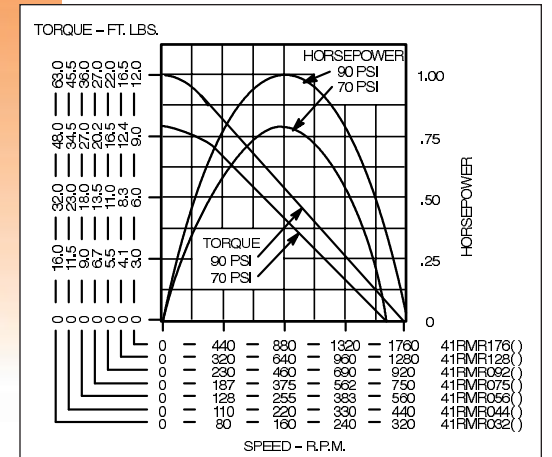 TORQUE – FT. LBS.
HORSEPOWER
90 PSI
70 PSI
63.0 45.5 36.0 27.0 22.0 16.5 12.0
1.00
48.0 34.5 27.0 20.2 16.5 12.4 9.0
.75
32.0 23.0 18.0 13.5 11.0 8.3 6.0
.50
HORSEPOWER
TORQUE
90 PSI
70 PSI
16.0 11.5 9.0 6.7 5.5 4.1 3.0
.25
0 0 0 0 0 0 0
0
0 – 440 – 880 – 1320 – 1760 41RMR176( )
0 – 320 – 640 – 960 – 1280 41RMR128( )
0 – 230 – 460 – 690 – 920 41RMR092( )
0 – 187 – 375 – 562 – 750 41RMR075( )
0 – 128 – 255 – 383 – 560 41RMR056( )
0 – 110 – 220 – 330 – 440 41RMR044( )
0 – 80 – 160 – 240 – 320 41RMR032( )
SPEED – R.P.M.